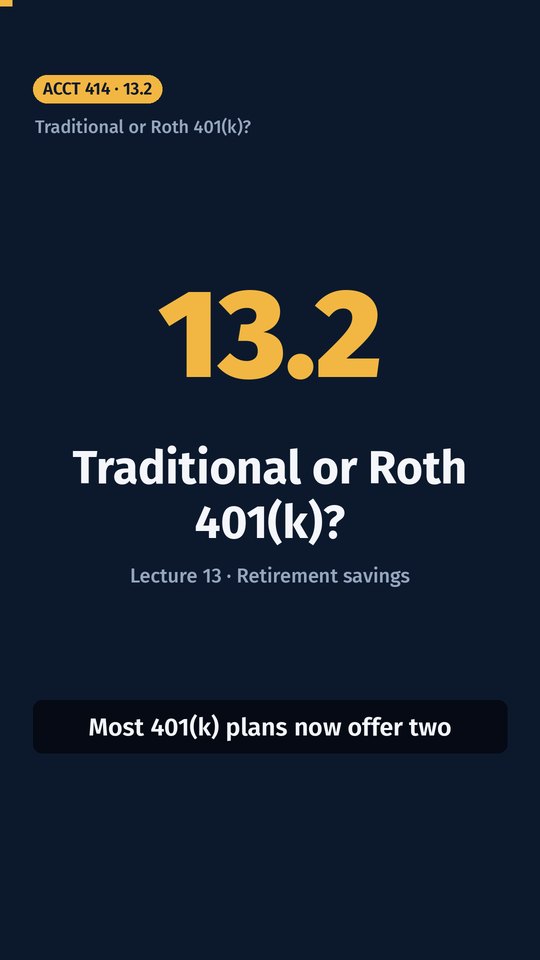 ACCT 414 · 13.2
Traditional or Roth 401(k)?
13.2
Traditional or Roth
401(k)?
Lecture 13 · Retirement savings
Most 401(k) plans now offer two